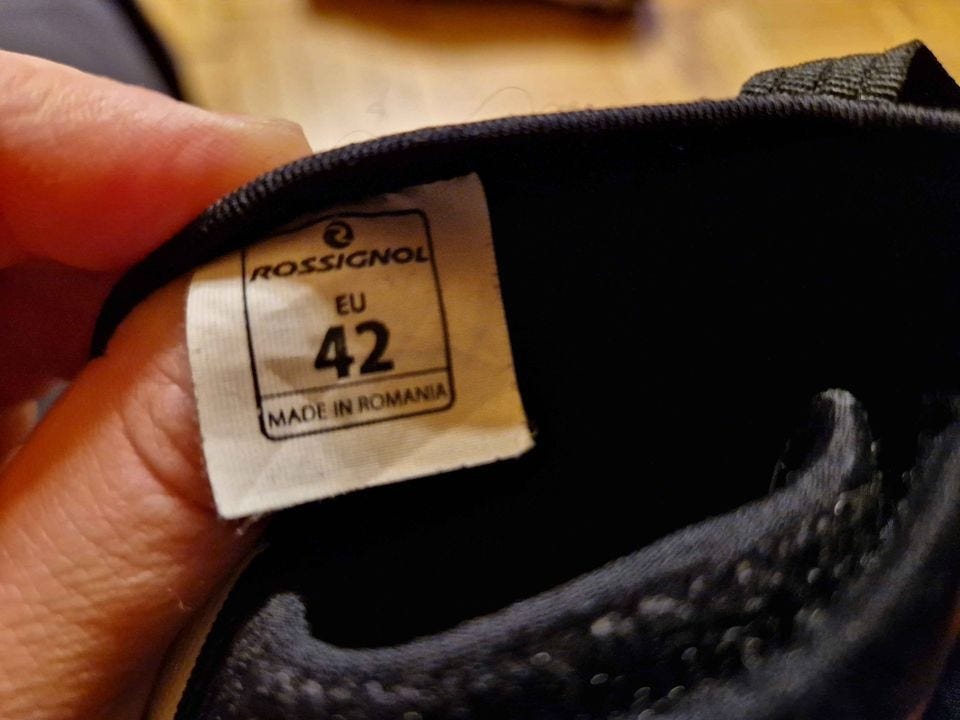 ROSSIGNOL
EU
42
MADE IN ROMANIA